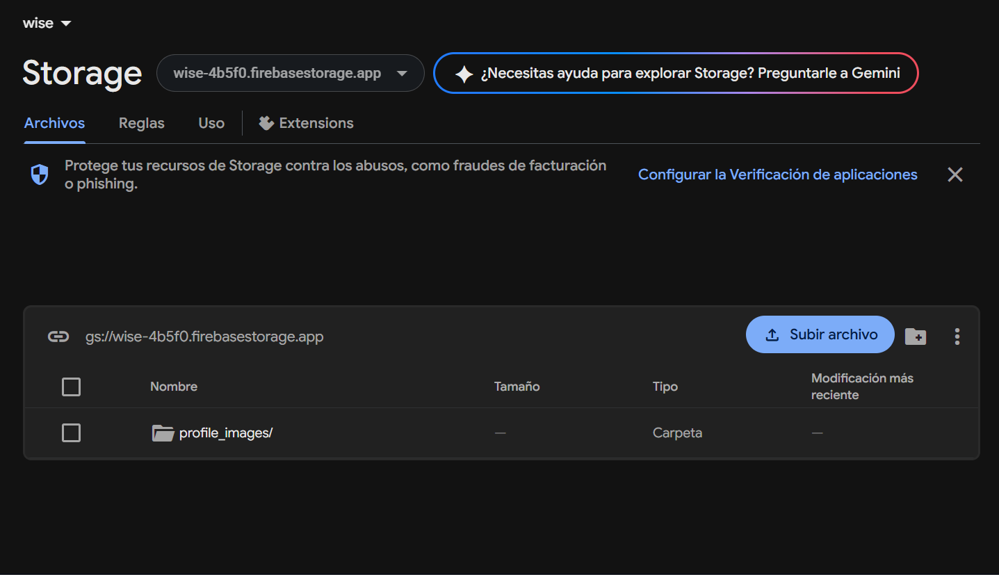 wise
Storage
wise-4b5f0.firebasestorage.app
¿Necesitas ayuda para explorar Storage? Preguntarle a Gemini
Archivos
Reglas
Uso
Extensions
Protege tus recursos de Storage contra los abusos, como fraudes de facturación
o phishing.
Configurar la Verificación de aplicaciones
gs://wise-4b5f0.firebasestorage.app
Subir archivo
Nombre
Tamaño
Tipo
Modificación más
reciente
profile_images/
—
Carpeta
—